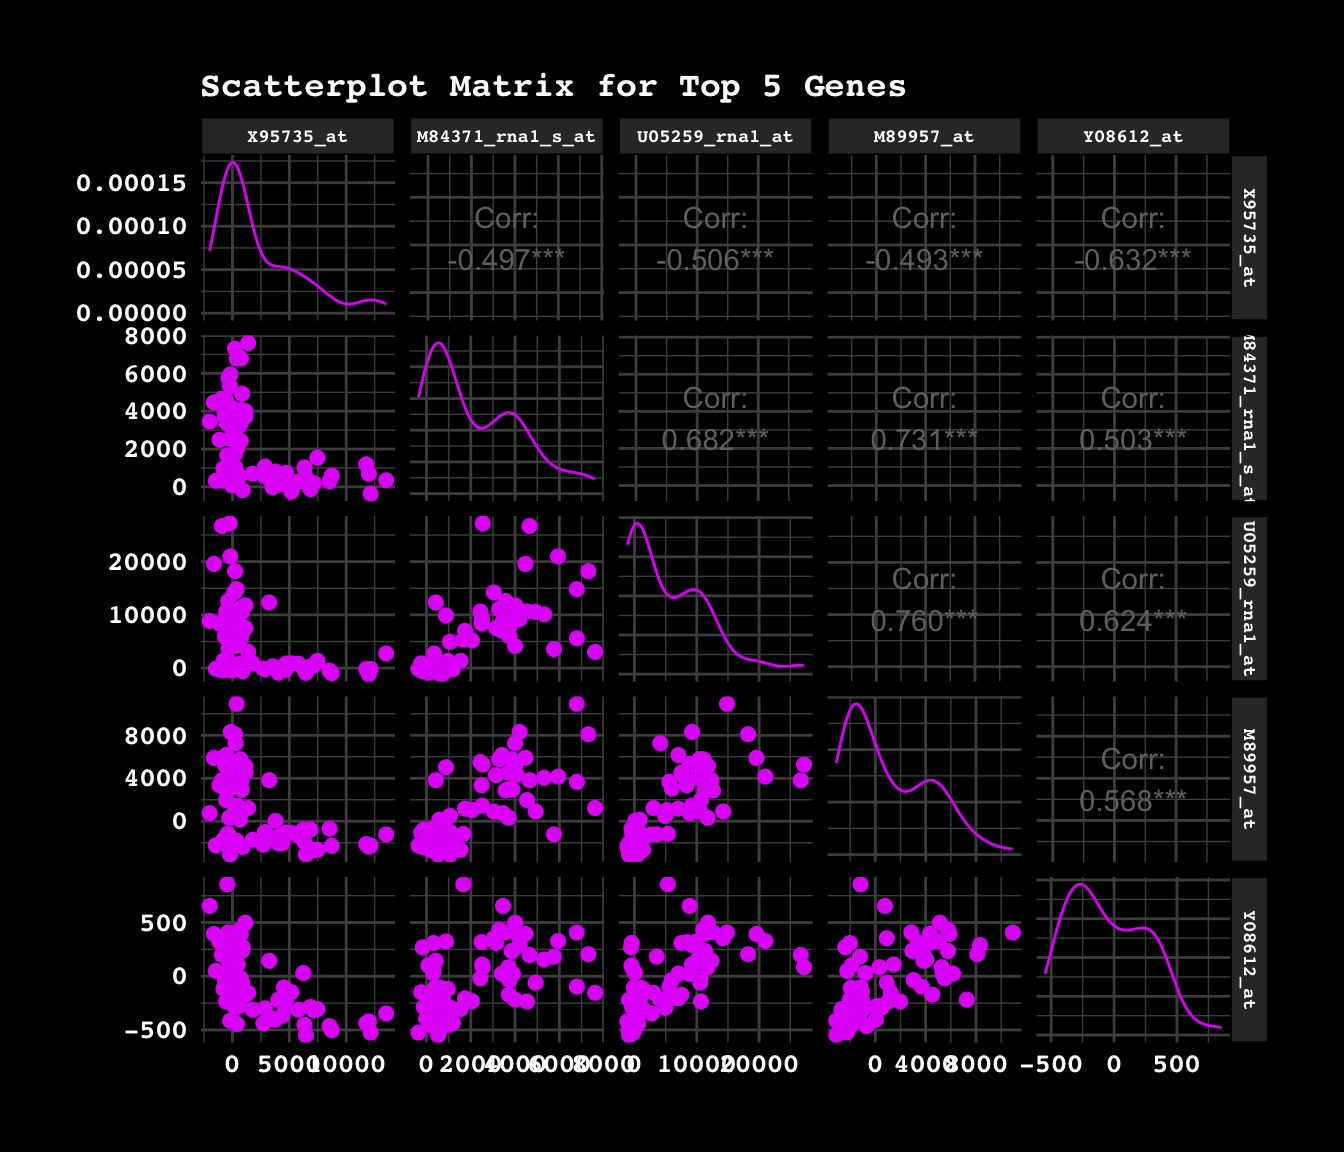 Scatterplot Matrix for Top 5 Genes
X95735_at M84371_rna1_s_at U05259_rna1_at M89957_at Y08612_at
0.00015
0.00010
0.00005
0.00000
Corr: Corr: Corr: Corr:
-0.497*** -0.506*** -0.493*** -0.632***
X95735_at
8000
6000
4000
2000
0
Corr: Corr: Corr:
0.682*** 0.731*** 0.503***
M84371_rna1_s_at
20000
10000
0
Corr: Corr:
0.760*** 0.624***
U05259_rna1_at
8000
4000
0
Corr:
0.568***
M89957_at
500
0
−500
Y08612_at
0 5000 10000 0 2000 4000 6000 8000 0 10000 20000 0 4000 8000 −500 0 500